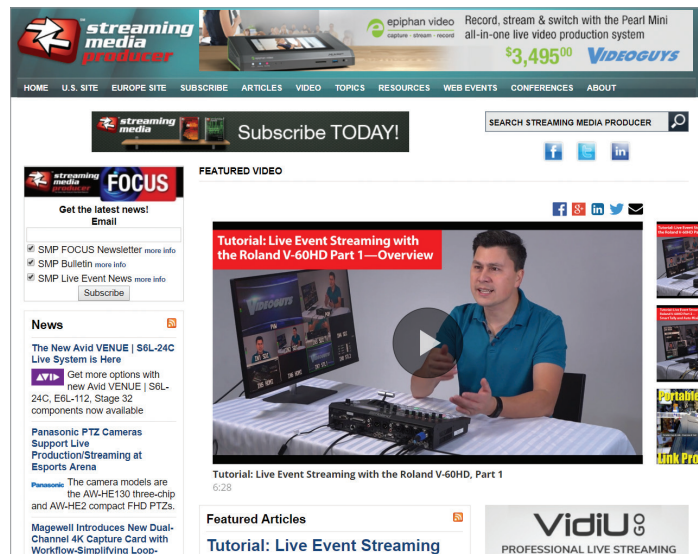 streaming
media
producer
epiphan video
capture · stream · record
Record, stream & switch with the Pearl Mini
all-in-one live video production system
$3,495⁰⁰ VIDEOGUYS
HOME U.S. SITE EUROPE SITE SUBSCRIBE ARTICLES VIDEO TOPICS RESOURCES WEB EVENTS CONFERENCES ABOUT
streaming
media
Subscribe TODAY!
SEARCH STREAMING MEDIA PRODUCER
streaming
media
producer
FOCUS
Get the latest news!
Email
SMP FOCUS Newsletter more info
SMP Bulletin more info
SMP Live Event News more info
Subscribe
News
The New Avid VENUE | S6L-24C
Live System is Here
AVID Get more options with
new Avid VENUE | S6L-
24C, E6L-112, Stage 32
components now available
Panasonic PTZ Cameras
Support Live
Production/Streaming at
Esports Arena
Panasonic The camera models are
the AW-HE130 three-chip
and AW-HE2 compact FHD PTZs.
Magewell Introduces New Dual-
Channel 4K Capture Card with
Workflow-Simplifying Loop-
FEATURED VIDEO
Tutorial: Live Event Streaming with
the Roland V-60HD Part 1—Overview
VIDEOGUYS
Tutorial: Live Event Streaming with the Roland V-60HD, Part 1
6:28
Portable
Link Pro
Featured Articles
Tutorial: Live Event Streaming
VidiU GO
PROFESSIONAL LIVE STREAMING